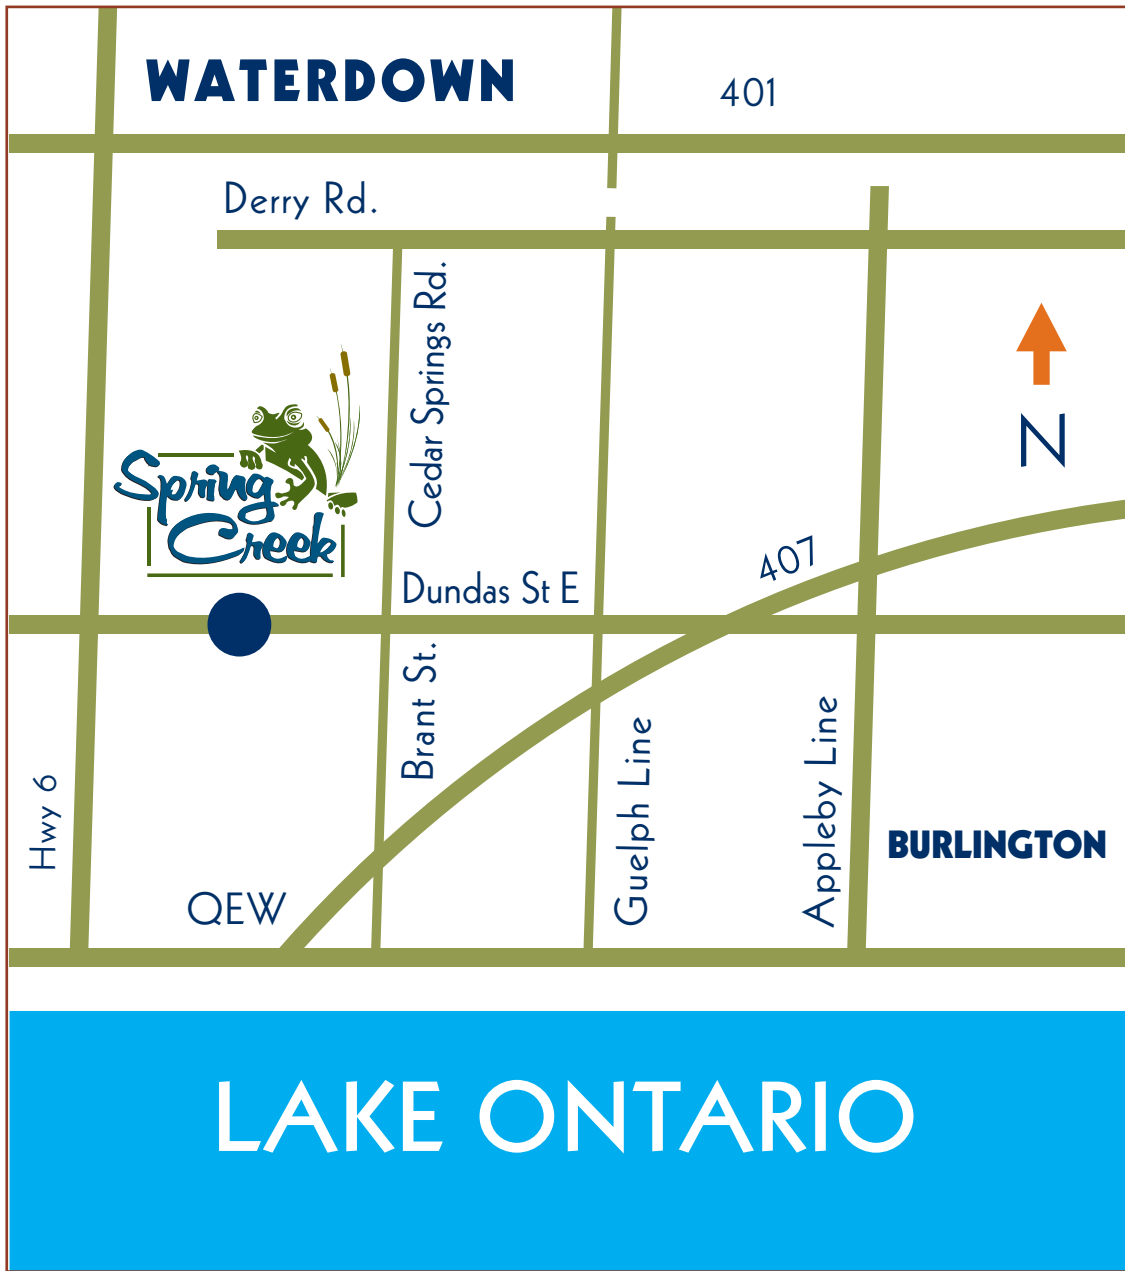 WATERDOWN
401
Derry Rd.
Cedar Springs Rd.
N
Spring
Creek
407
Dundas St E
Brant St.
Guelph Line
Appleby Line
Hwy 6
BURLINGTON
QEW
LAKE ONTARIO